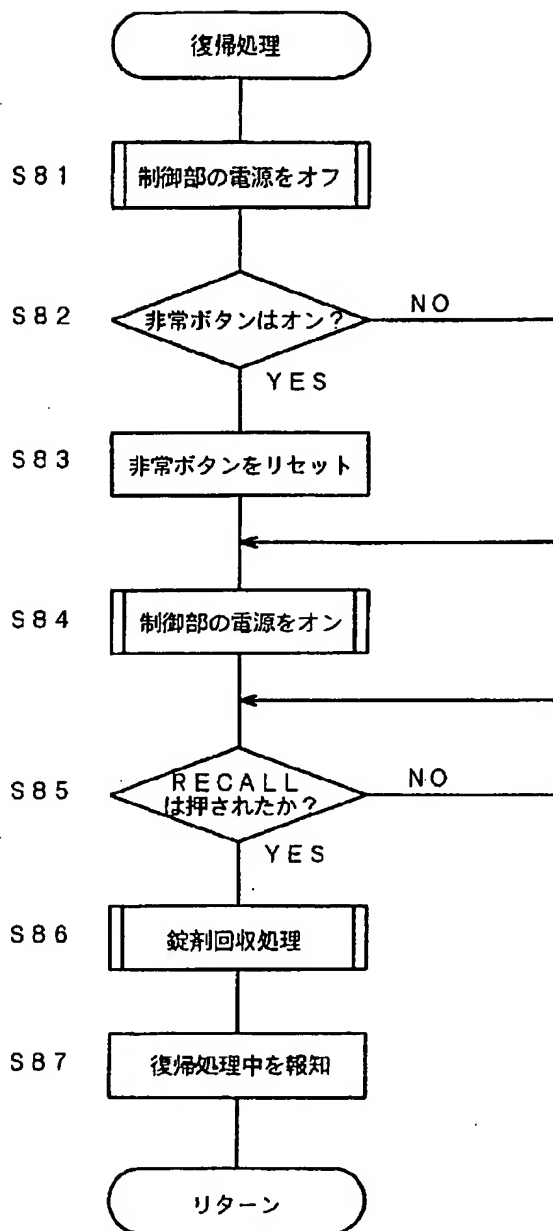 復帰処理
S81
制御部の電源をオフ
S82
非常ボタンはオン?
NO
YES
S83
非常ボタンをリセット
S84
制御部の電源をオン
S85
RECALL
は押されたか?
NO
YES
S86
錠剤回収処理
S87
復帰処理中を報知
リターン